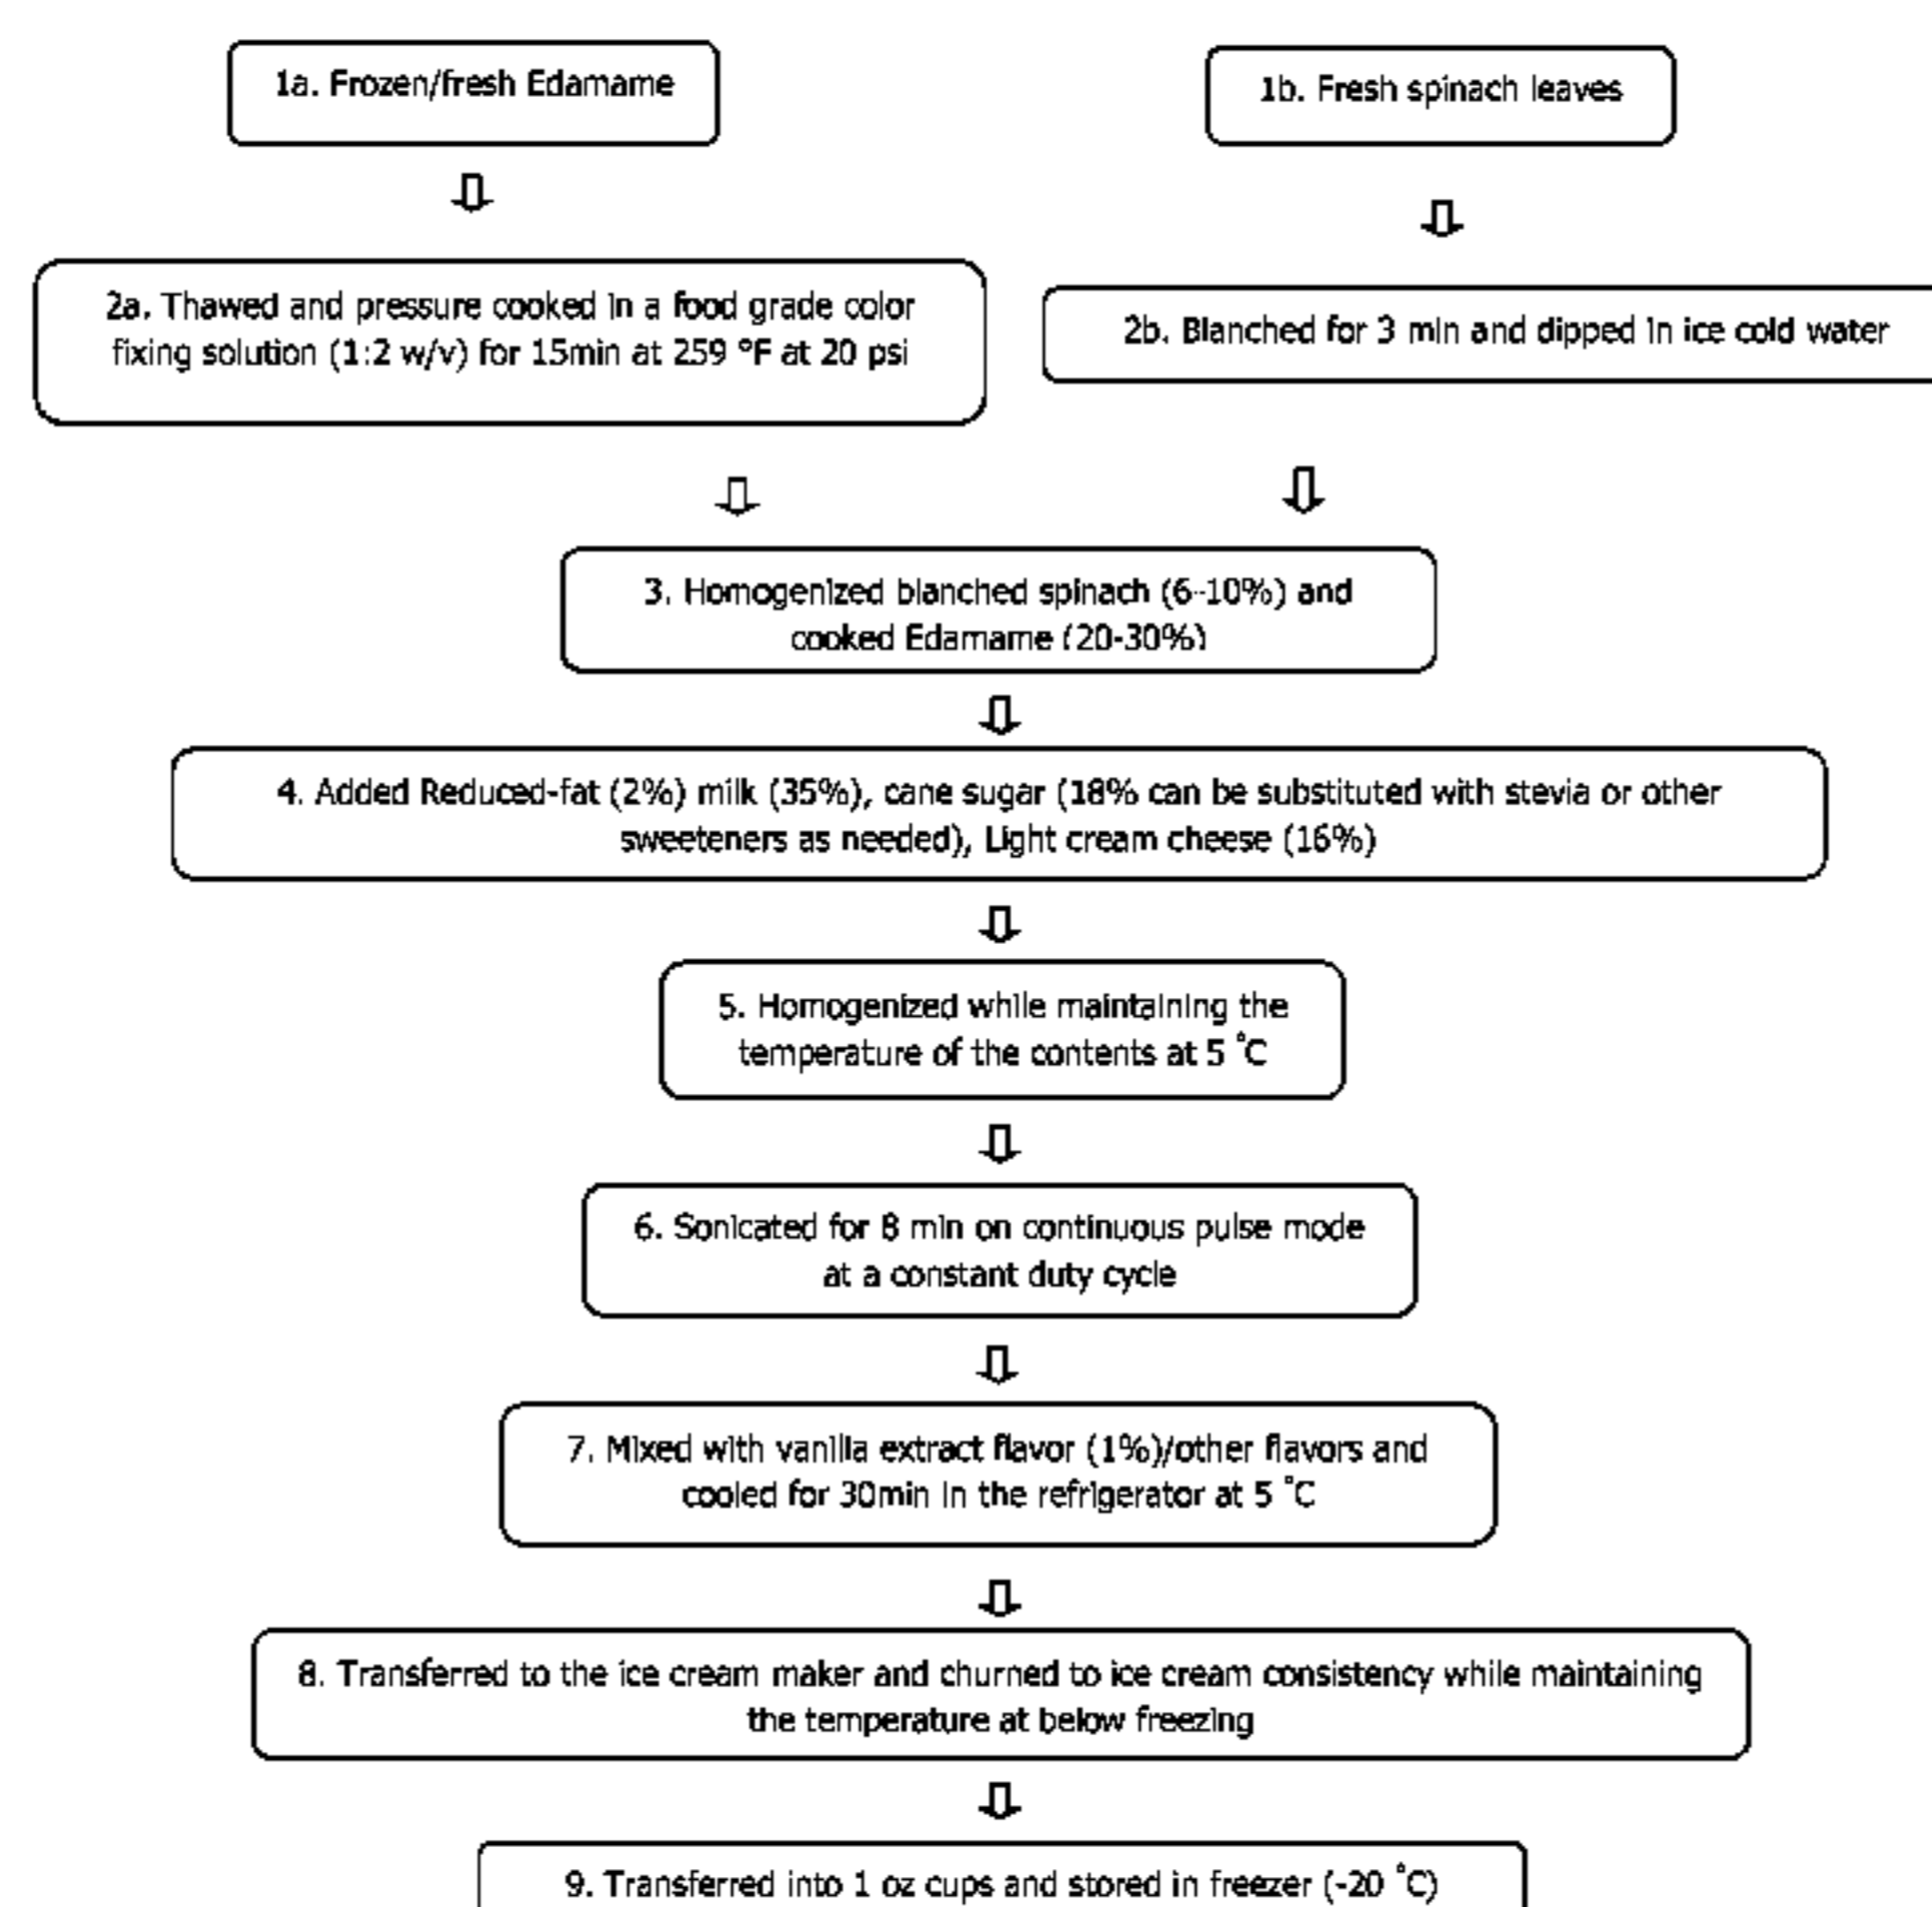 1a. Frozen/fresh Edamame
1b. Fresh spinach leaves
2a. Thawed and pressure cooked in a food grade color
fixing solution (1:2 w/v) for 15min at 259 °F at 20 psi
2b. Blanched for 3 min and dipped in ice cold water
3. Homogenized blanched spinach (6-10%) and
cooked Edamame (20-30%)
4. Added Reduced-fat (2%) milk (35%), cane sugar (18% can be substituted with stevia or other
sweeteners as needed), Light cream cheese (16%)
5. Homogenized while maintaining the
temperature of the contents at 5 ˚C
6. Sonicated for 8 min on continuous pulse mode
at a constant duty cycle
7. Mixed with vanilla extract flavor (1%)/other flavors and
cooled for 30min in the refrigerator at 5 ˚C
8. Transferred to the ice cream maker and churned to ice cream consistency while maintaining
the temperature at below freezing
9. Transferred into 1 oz cups and stored in freezer (-20 ˚C)